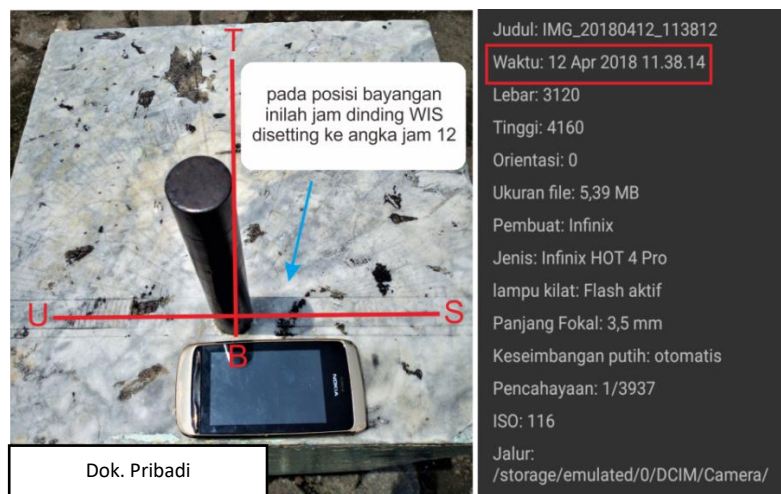 T
pada posisi bayangan
inilah jam dinding WIS
disetting ke angka jam 12
U
S
B
NOKIA
Dok. Pribadi
Judul: IMG_20180412_113812
Waktu: 12 Apr 2018 11.38.14
Lebar: 3120
Tinggi: 4160
Orientasi: 0
Ukuran file: 5,39 MB
Pembuat: Infinix
Jenis: Infinix HOT 4 Pro
lampu kilat: Flash aktif
Panjang Fokal: 3,5 mm
Keseimbangan putih: otomatis
Pencahayaan: 1/3937
ISO: 116
Jalur:
/storage/emulated/0/DCIM/Camera/